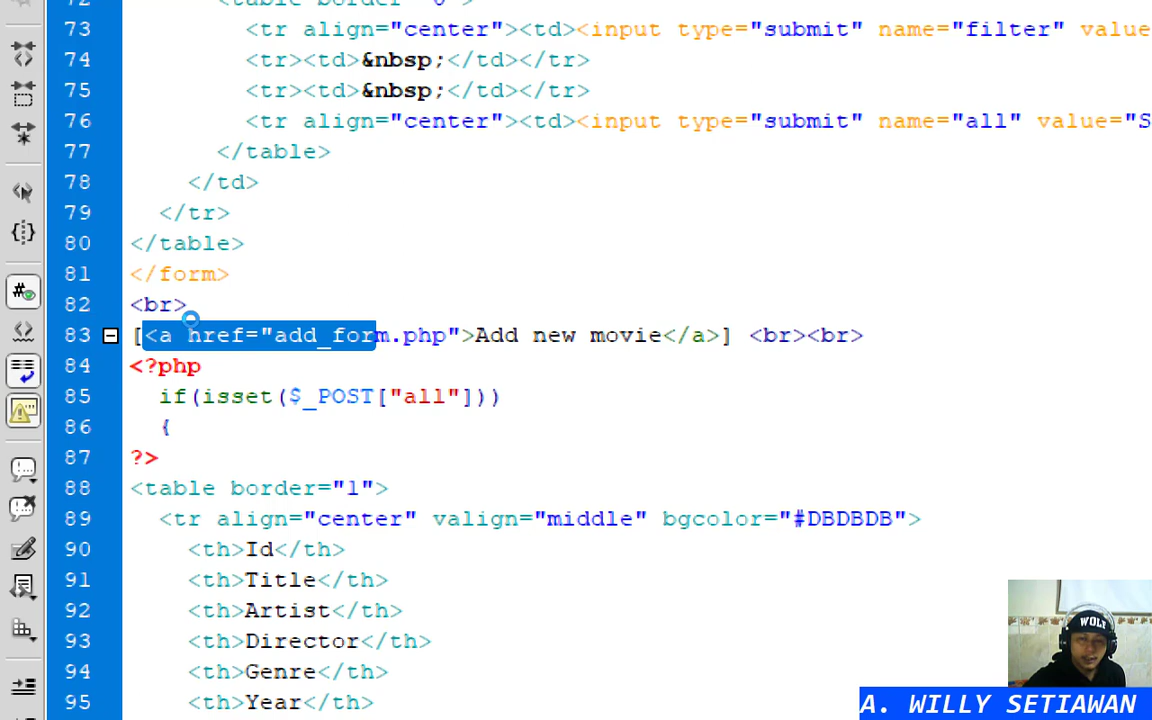 72 <table border="0">
73 <tr align="center"><td><input type="submit" name="filter" value
74 <tr><td>&nbsp;</td></tr>
75 <tr><td>&nbsp;</td></tr>
76 <tr align="center"><td><input type="submit" name="all" value="S
77 </table>
78 </td>
79 </tr>
80 </table>
81 </form>
82 <br>
83 [<a href="add_form.php">Add new movie</a>] <br><br>
84 <?php
85 if(isset($_POST["all"]))
86 {
87 ?>
88 <table border="1">
89 <tr align="center" valign="middle" bgcolor="#DBDBDB">
90 <th>Id</th>
91 <th>Title</th>
92 <th>Artist</th>
93 <th>Director</th>
94 <th>Genre</th>
95 <th>Year</th>
WOLF
A. WILLY SETIAWAN